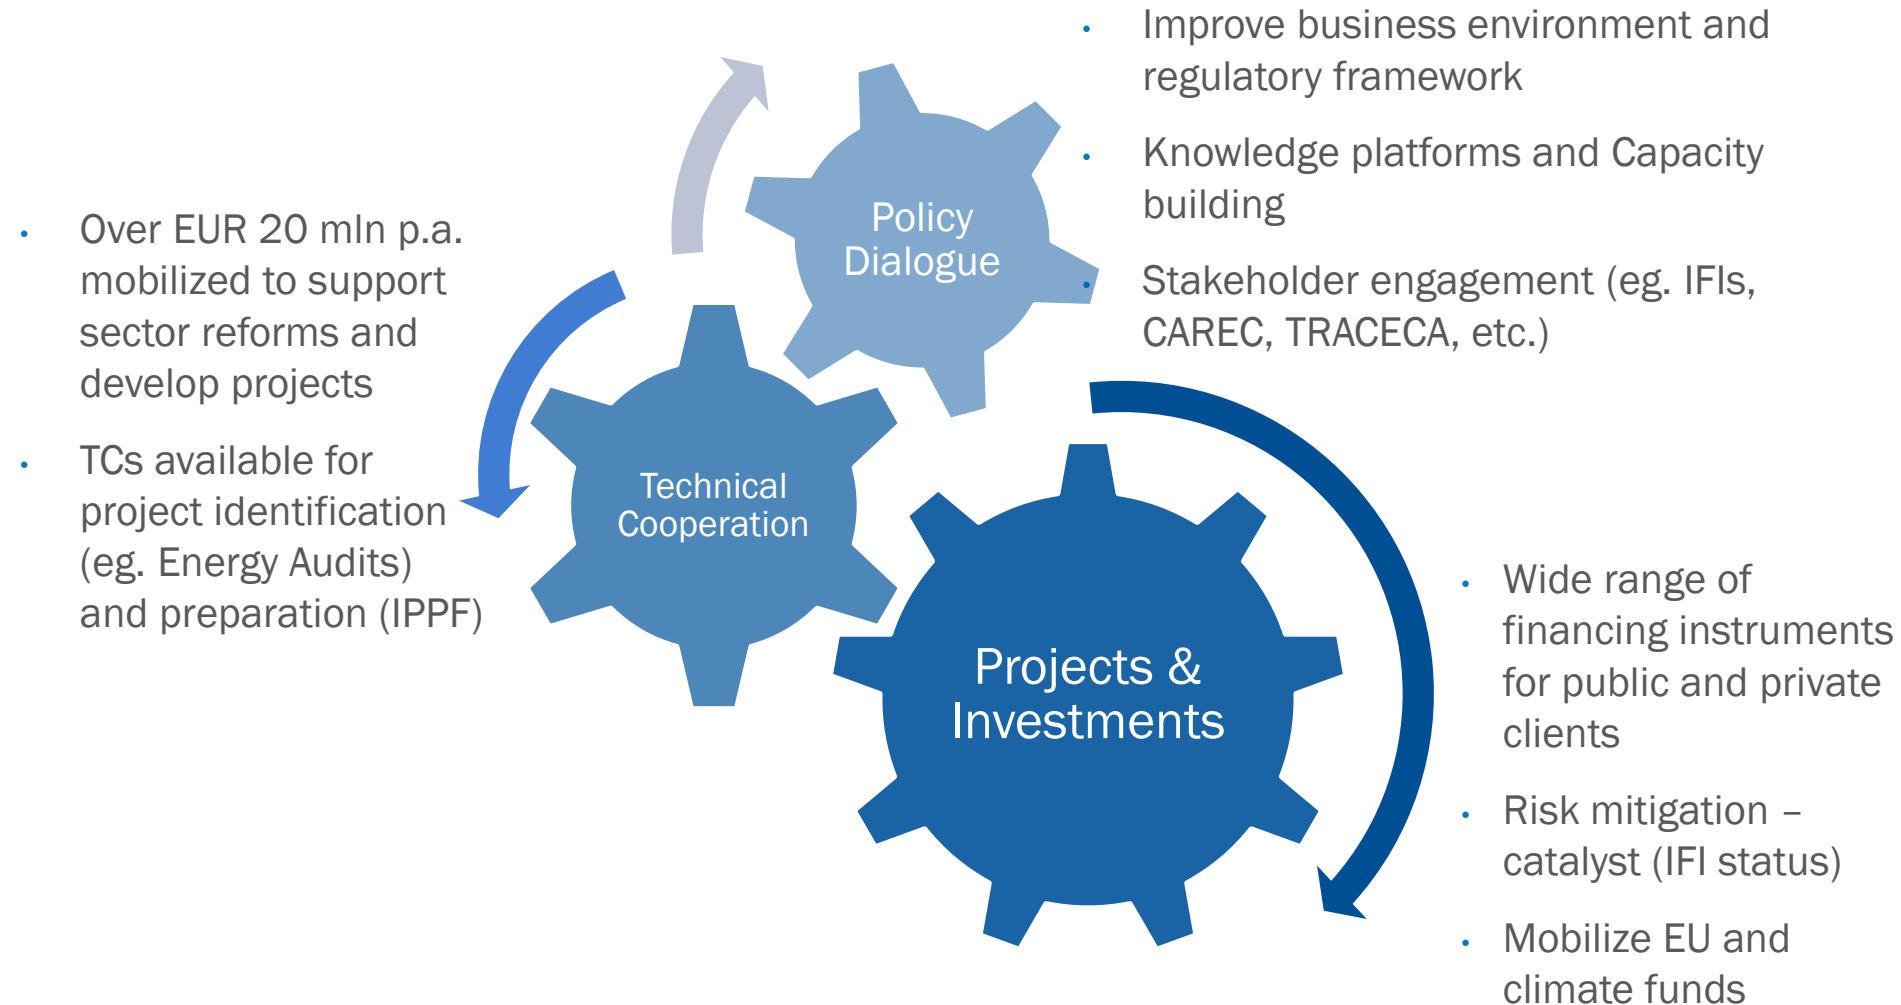 • Improve business environment and
regulatory framework
• Knowledge platforms and Capacity
building
• Stakeholder engagement (eg. IFIs,
CAREC, TRACECA, etc.)
Policy
Dialogue
• Over EUR 20 mln p.a.
mobilized to support
sector reforms and
develop projects
• TCs available for
project identification
(eg. Energy Audits)
and preparation (IPPF)
Technical
Cooperation
Projects &
Investments
• Wide range of
financing instruments
for public and private
clients
• Risk mitigation –
catalyst (IFI status)
• Mobilize EU and
climate funds